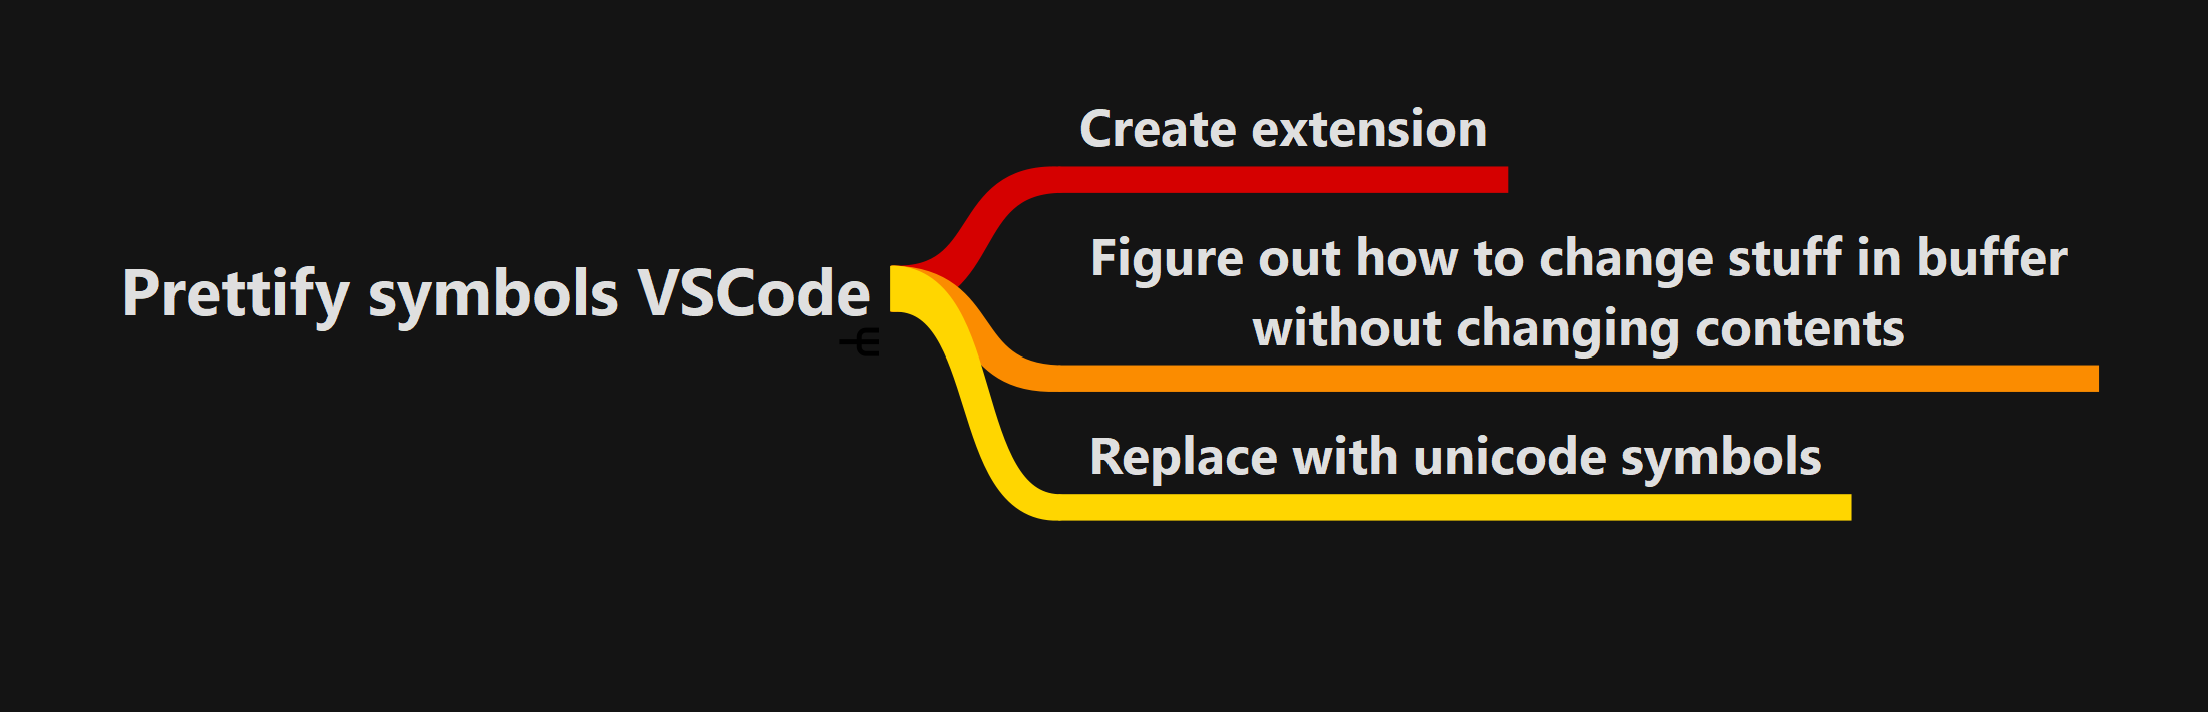 Prettify symbols VSCode
Create extension
Figure out how to change stuff in buffer
without changing contents
Replace with unicode symbols